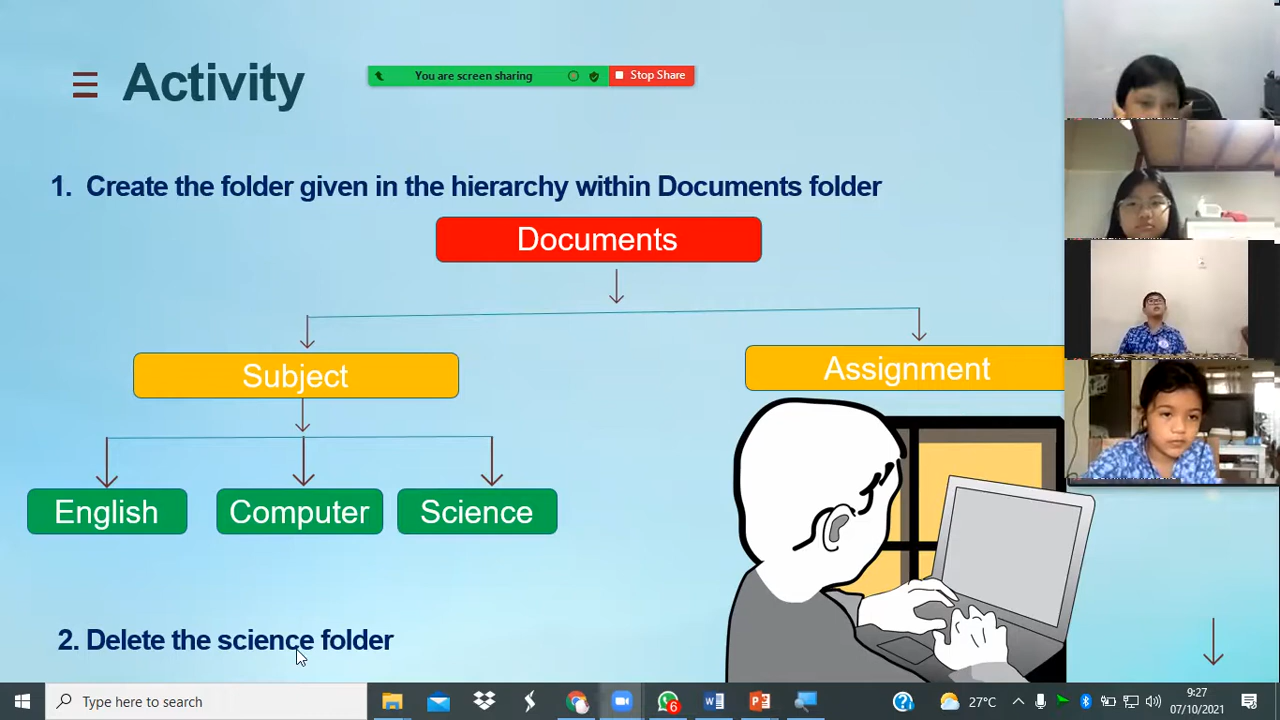 Activity
You are screen sharing
Stop Share
1. Create the folder given in the hierarchy within Documents folder
Documents
Subject
Assignment
English
Computer
Science
2. Delete the science folder
Type here to search
6
27°C
9:27
07/10/2021